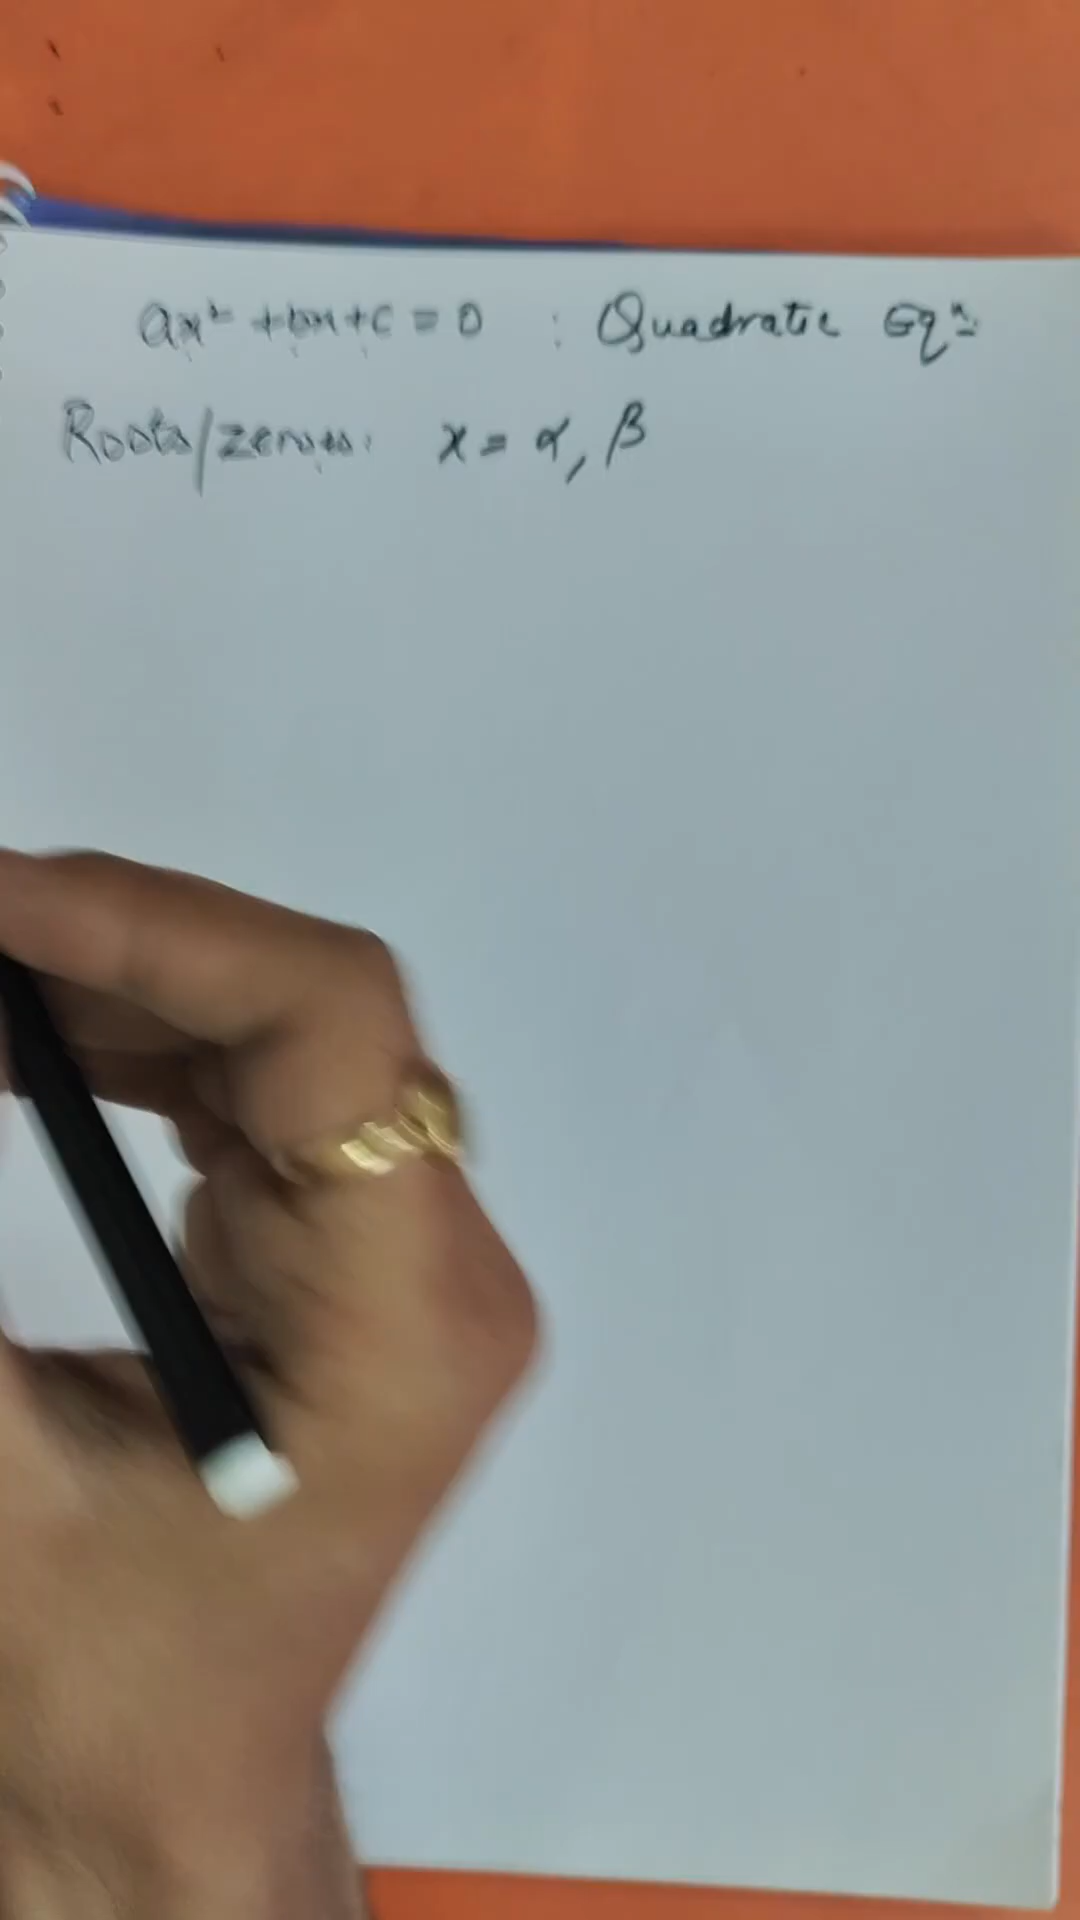 ax² + bx + c = 0 : Quadratic Eqⁿ
Roots/zeroes: x = α, β